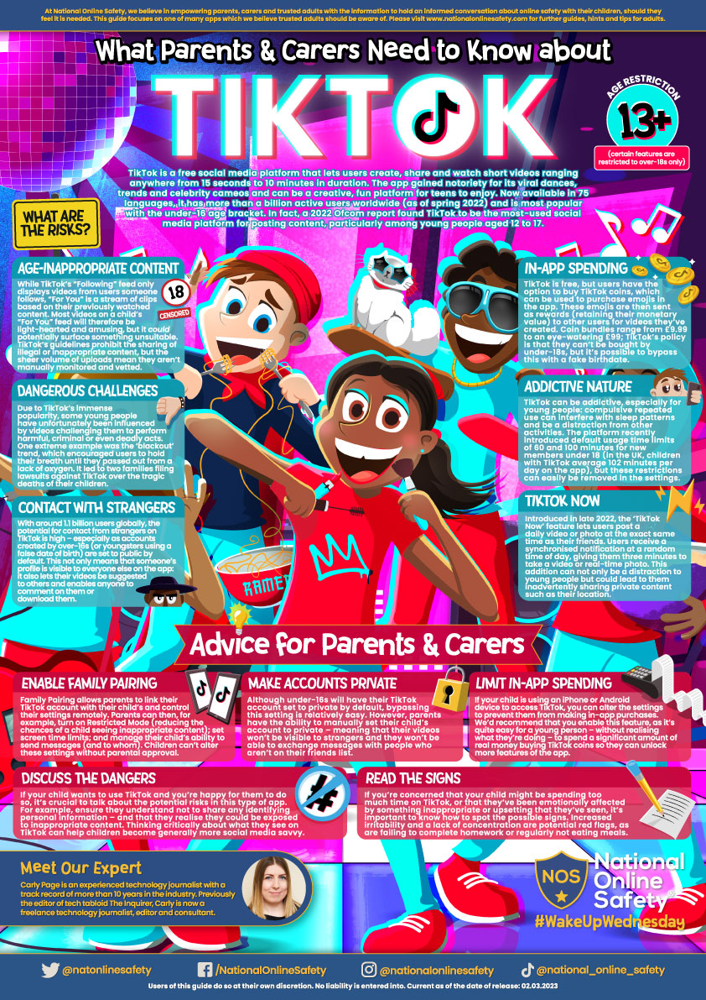 At National Online Safety, we believe in empowering parents, carers and trusted adults with the information to hold an informed conversation about online safety with their children, should they
feel it is needed. This guide focuses on one of many apps which we believe trusted adults should be aware of. Please visit www.nationalonlinesafety.com for further guides, hints and tips for adults.
What Parents & Carers Need to Know about
TIKTOK
AGE RESTRICTION
13+
(certain features are
restricted to over-18s only)
TikTok is a free social media platform that lets users create, share and watch short videos ranging
anywhere from 15 seconds to 10 minutes in duration. The app gained notoriety for its viral dances,
trends and celebrity cameos and can be a creative, fun platform for teens to enjoy. Now available in 75
languages, it has more than a billion active users worldwide (as of spring 2022) and is most popular
with the under-16 age bracket. In fact, a 2022 Ofcom report found TikTok to be the most-used social
media platform for posting content, particularly among young people aged 12 to 17.
WHAT ARE
THE RISKS?
AGE-INAPPROPRIATE CONTENT
While TikTok's "Following" feed only
displays videos from users someone
follows, "For You" is a stream of clips
based on their previously watched
content. Most videos on a child's
"For You" feed will therefore be
light-hearted and amusing, but it could
potentially surface something unsuitable.
TikTok's guidelines prohibit the sharing of
illegal or inappropriate content, but the
sheer volume of uploads mean they aren't
manually monitored and vetted.
18
CENSORED
DANGEROUS CHALLENGES
Due to TikTok's immense
popularity, some young people
have unfortunately been influenced
by videos challenging them to perform
harmful, criminal or even deadly acts.
One extreme example was the 'blackout'
trend, which encouraged users to hold
their breath until they passed out from a
lack of oxygen. It led to two families filing
lawsuits against TikTok over the tragic
deaths of their children.
CONTACT WITH STRANGERS
With around 1.1 billion users globally, the
potential for contact from strangers on
TikTok is high – especially as accounts
created by over-16s (or youngsters using a
false date of birth) are set to public by
default. This not only means that someone's
profile is visible to everyone else on the app:
it also lets their videos be suggested
to others and enables anyone to
comment on them or
download them.
RAMEN
IN-APP SPENDING
TikTok is free, but users have the
option to buy TikTok coins, which
can be used to purchase emojis in
the app. These emojis are then sent
as rewards (retaining their monetary
value) to other users for videos they've
created. Coin bundles range from £9.99
to an eye-watering £99; TikTok's policy
is that they can't be bought by
under-18s, but it's possible to bypass
this with a fake birthdate.
ADDICTIVE NATURE
TikTok can be addictive, especially for
young people: compulsive repeated
use can interfere with sleep patterns
and be a distraction from other
activities. The platform recently
introduced default usage time limits
of 60 and 100 minutes for new
members under 18 (in the UK, children
with TikTok average 102 minutes per
day on the app), but these restrictions
can easily be removed in the settings.
TIKTOK NOW
Introduced in late 2022, the 'TikTok
Now' feature lets users post a
daily video or photo at the exact same
time as their friends. Users receive a
synchronised notification at a random
time of day, giving them three minutes to
take a video or real-time photo. This
addition can not only be a distraction to
young people but could lead to them
inadvertently sharing private content
such as their location.
Advice for Parents & Carers
ENABLE FAMILY PAIRING
Family Pairing allows parents to link their
TikTok account with their child's and control
their settings remotely. Parents can then, for
example, turn on Restricted Mode (reducing the
chances of a child seeing inappropriate content); set
screen time limits; and manage their child's ability to
send messages (and to whom). Children can't alter
these settings without parental approval.
MAKE ACCOUNTS PRIVATE
Although under-16s will have their TikTok
account set to private by default, bypassing
this setting is relatively easy. However, parents
have the ability to manually set their child's
account to private – meaning that their videos
won't be visible to strangers and they won't be
able to exchange messages with people who
aren't on their friends list.
LIMIT IN-APP SPENDING
If your child is using an iPhone or Android
device to access TikTok, you can alter the settings
to prevent them from making in-app purchases.
We'd recommend that you enable this feature, as it's
quite easy for a young person – without realising
what they're doing – to spend a significant amount of
real money buying TikTok coins so they can unlock
more features of the app.
DISCUSS THE DANGERS
If your child wants to use TikTok and you're happy for them to do
so, it's crucial to talk about the potential risks in this type of app.
For example, ensure they understand not to share any identifying
personal information – and that they realise they could be exposed
to inappropriate content. Thinking critically about what they see on
TikTok can help children become generally more social media savvy.
#
READ THE SIGNS
If you're concerned that your child might be spending too
much time on TikTok, or that they've been emotionally affected
by something inappropriate or upsetting that they've seen, it's
important to know how to spot the possible signs. Increased
irritability and a lack of concentration are potential red flags, as
are failing to complete homework or regularly not eating meals.
Meet Our Expert
Carly Page is an experienced technology journalist with a
track record of more than 10 years in the industry. Previously
the editor of tech tabloid The Inquirer, Carly is now a
freelance technology journalist, editor and consultant.
NOS
National
Online
Safety®
#WakeUpWednesday
@natonlinesafety
/NationalOnlineSafety
@nationalonlinesafety
@national_online_safety
Users of this guide do so at their own discretion. No liability is entered into. Current as of the date of release: 02.03.2023